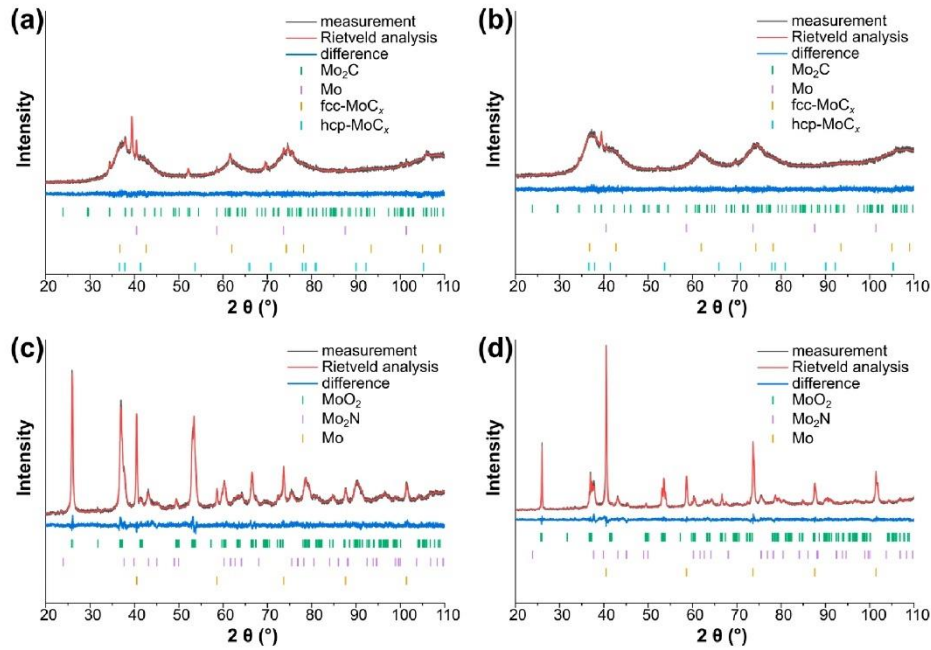 (a)
measurement
Rietveld analysis
difference
Mo₂C
Mo
fcc-MoCₓ
hcp-MoCₓ
Intensity
20 30 40 50 60 70 80 90 100 110
2 θ (°)
(b)
measurement
Rietveld analysis
difference
Mo₂C
Mo
fcc-MoCₓ
hcp-MoCₓ
Intensity
20 30 40 50 60 70 80 90 100 110
2 θ (°)
(c)
measurement
Rietveld analysis
difference
MoO₂
Mo₂N
Mo
Intensity
20 30 40 50 60 70 80 90 100 110
2 θ (°)
(d)
measurement
Rietveld analysis
difference
MoO₂
Mo₂N
Mo
Intensity
20 30 40 50 60 70 80 90 100 110
2 θ (°)